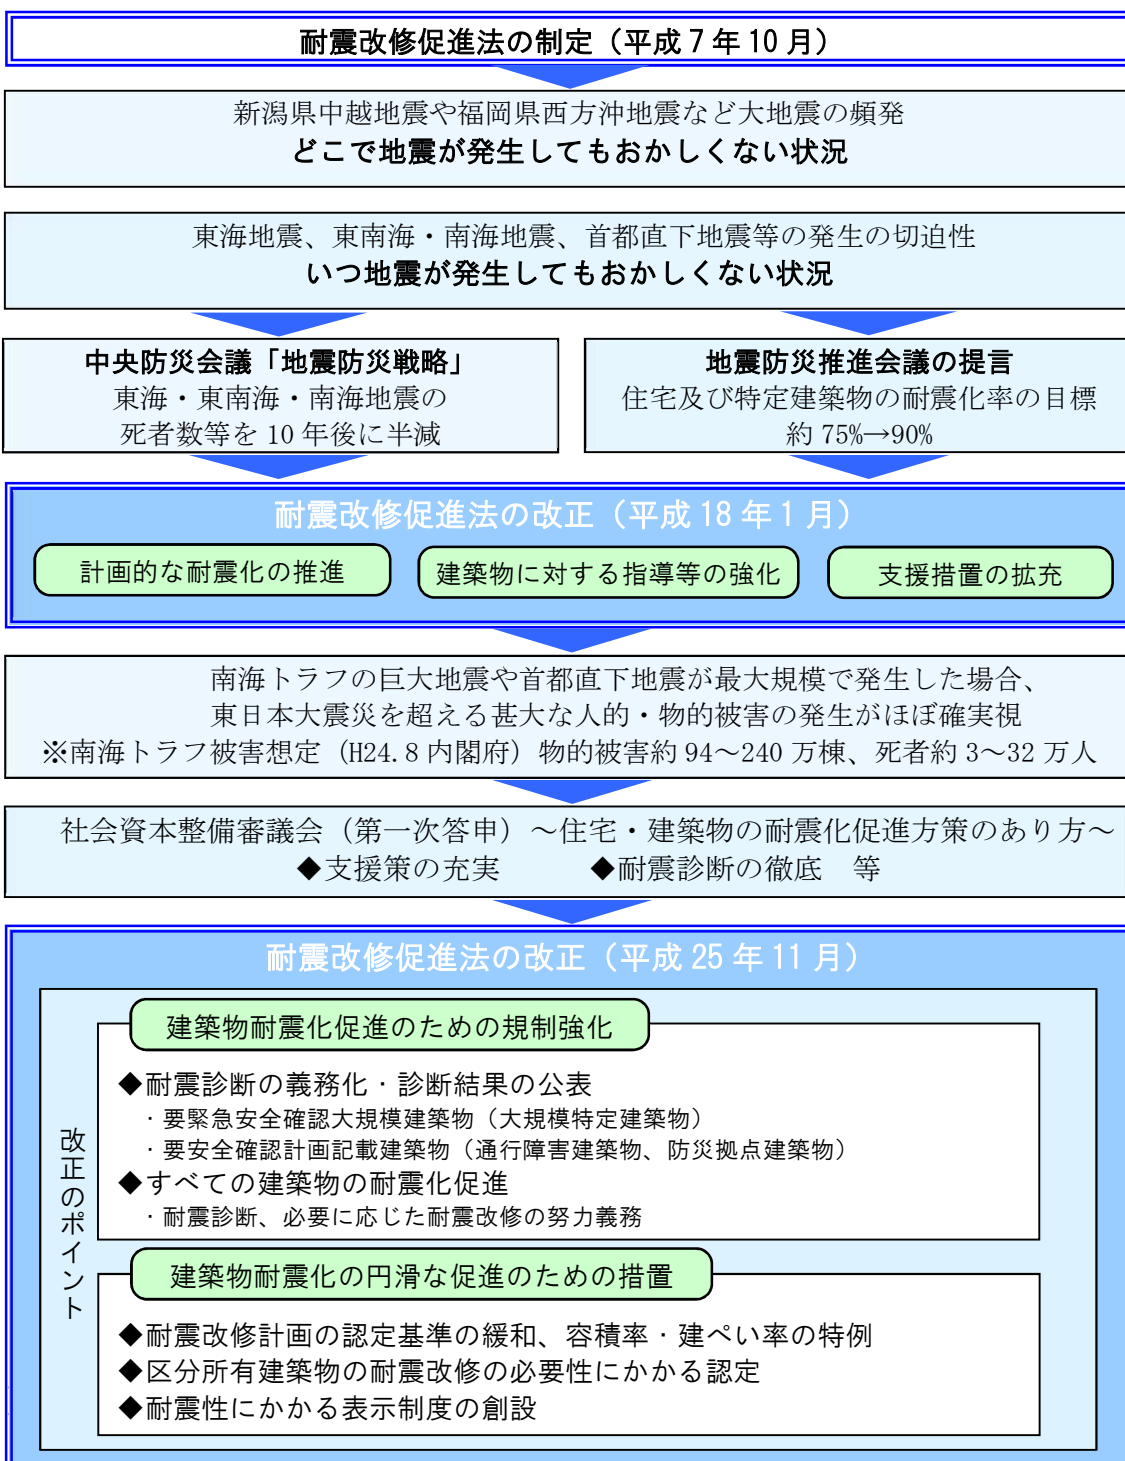 耐震改修促進法の制定（平成7年10月）
新潟県中越地震や福岡県西方沖地震など大地震の頻発
どこで地震が発生してもおかしくない状況
東海地震、東南海・南海地震、首都直下地震等の発生の切迫性
いつ地震が発生してもおかしくない状況
中央防災会議「地震防災戦略」
東海・東南海・南海地震の
死者数等を10年後に半減
地震防災推進会議の提言
住宅及び特定建築物の耐震化率の目標
約75%→90%
耐震改修促進法の改正（平成18年1月）
計画的な耐震化の推進
建築物に対する指導等の強化
支援措置の拡充
南海トラフの巨大地震や首都直下地震が最大規模で発生した場合、
東日本大震災を超える甚大な人的・物的被害の発生がほぼ確実視
※南海トラフ被害想定（H24.8内閣府）物的被害約94～240万棟、死者約3～32万人
社会資本整備審議会（第一次答申）～住宅・建築物の耐震化促進方策のあり方～
◆支援策の充実　◆耐震診断の徹底　等
耐震改修促進法の改正（平成25年11月）
改正のポイント
建築物耐震化促進のための規制強化
◆耐震診断の義務化・診断結果の公表
・要緊急安全確認大規模建築物（大規模特定建築物）
・要安全確認計画記載建築物（通行障害建築物、防災拠点建築物）
◆すべての建築物の耐震化促進
・耐震診断、必要に応じた耐震改修の努力義務
建築物耐震化の円滑な促進のための措置
◆耐震改修計画の認定基準の緩和、容積率・建ぺい率の特例
◆区分所有建築物の耐震改修の必要性にかかる認定
◆耐震性にかかる表示制度の創設